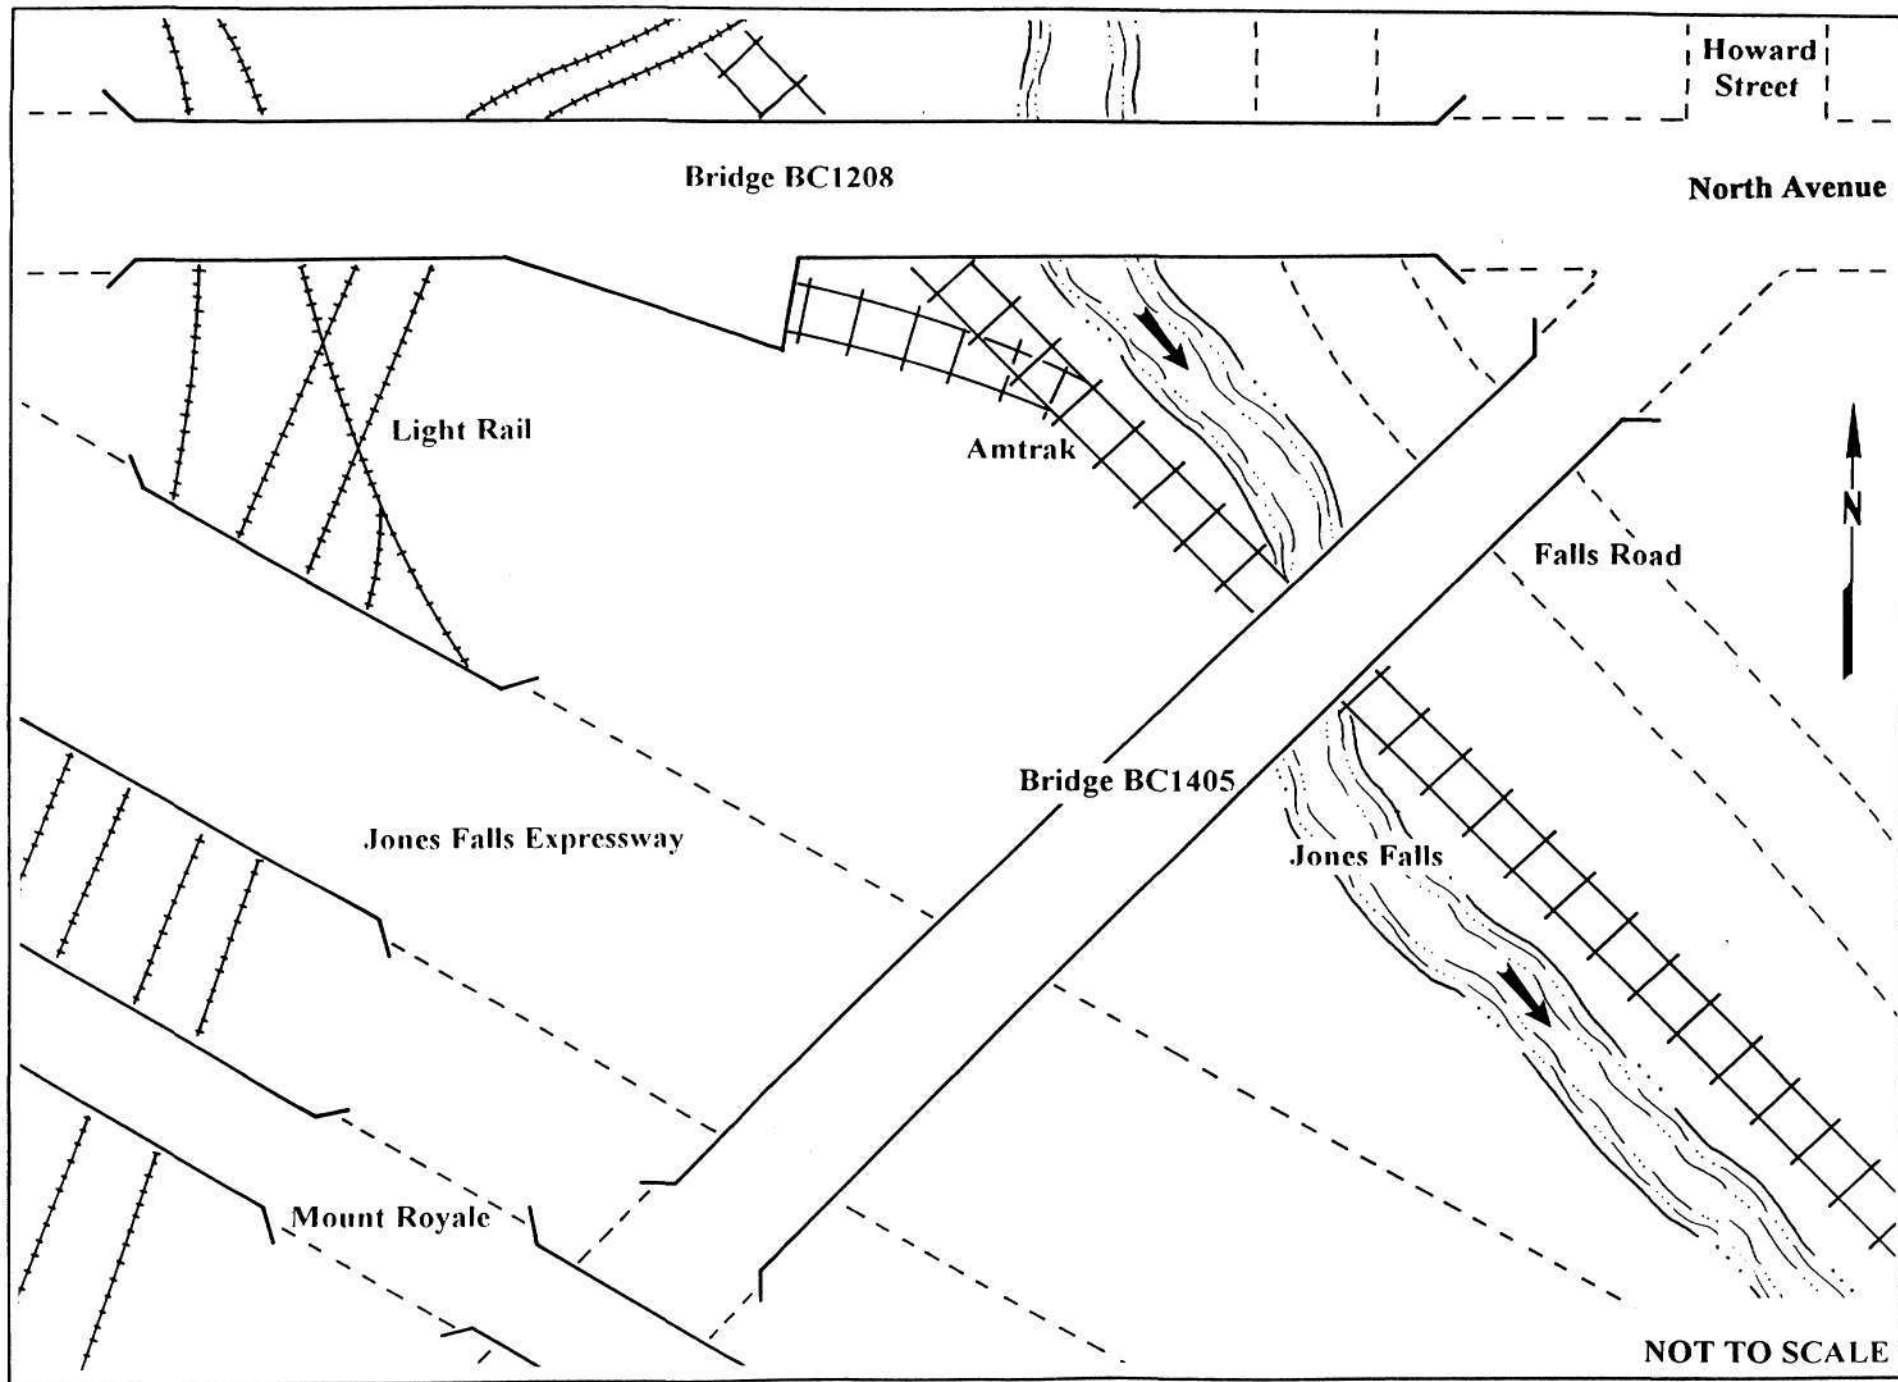 Howard
Street
Bridge BC1208
North Avenue
Light Rail
Amtrak
N
Falls Road
Bridge BC1405
Jones Falls Expressway
Jones Falls
Mount Royale
NOT TO SCALE